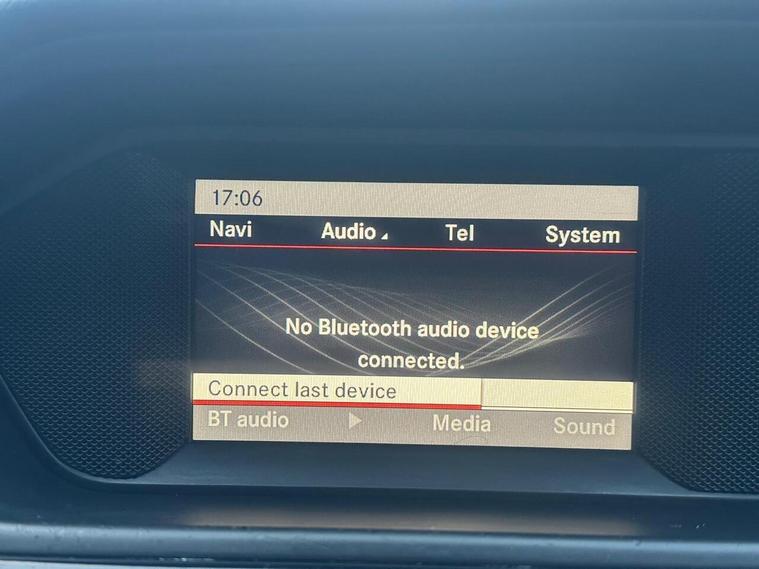 17:06
Navi Audio Tel System
No Bluetooth audio device
connected.
Connect last device
BT audio Media Sound